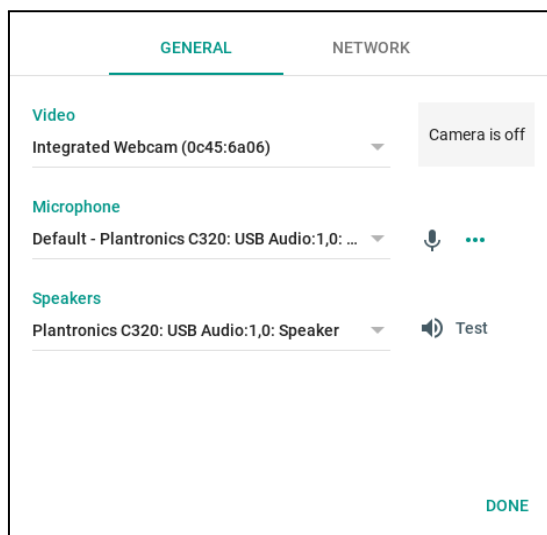 GENERAL NETWORK
Video
Integrated Webcam (0c45:6a06)
Camera is off
Microphone
Default - Plantronics C320: USB Audio:1,0: ...
Speakers
Plantronics C320: USB Audio:1,0: Speaker
Test
DONE